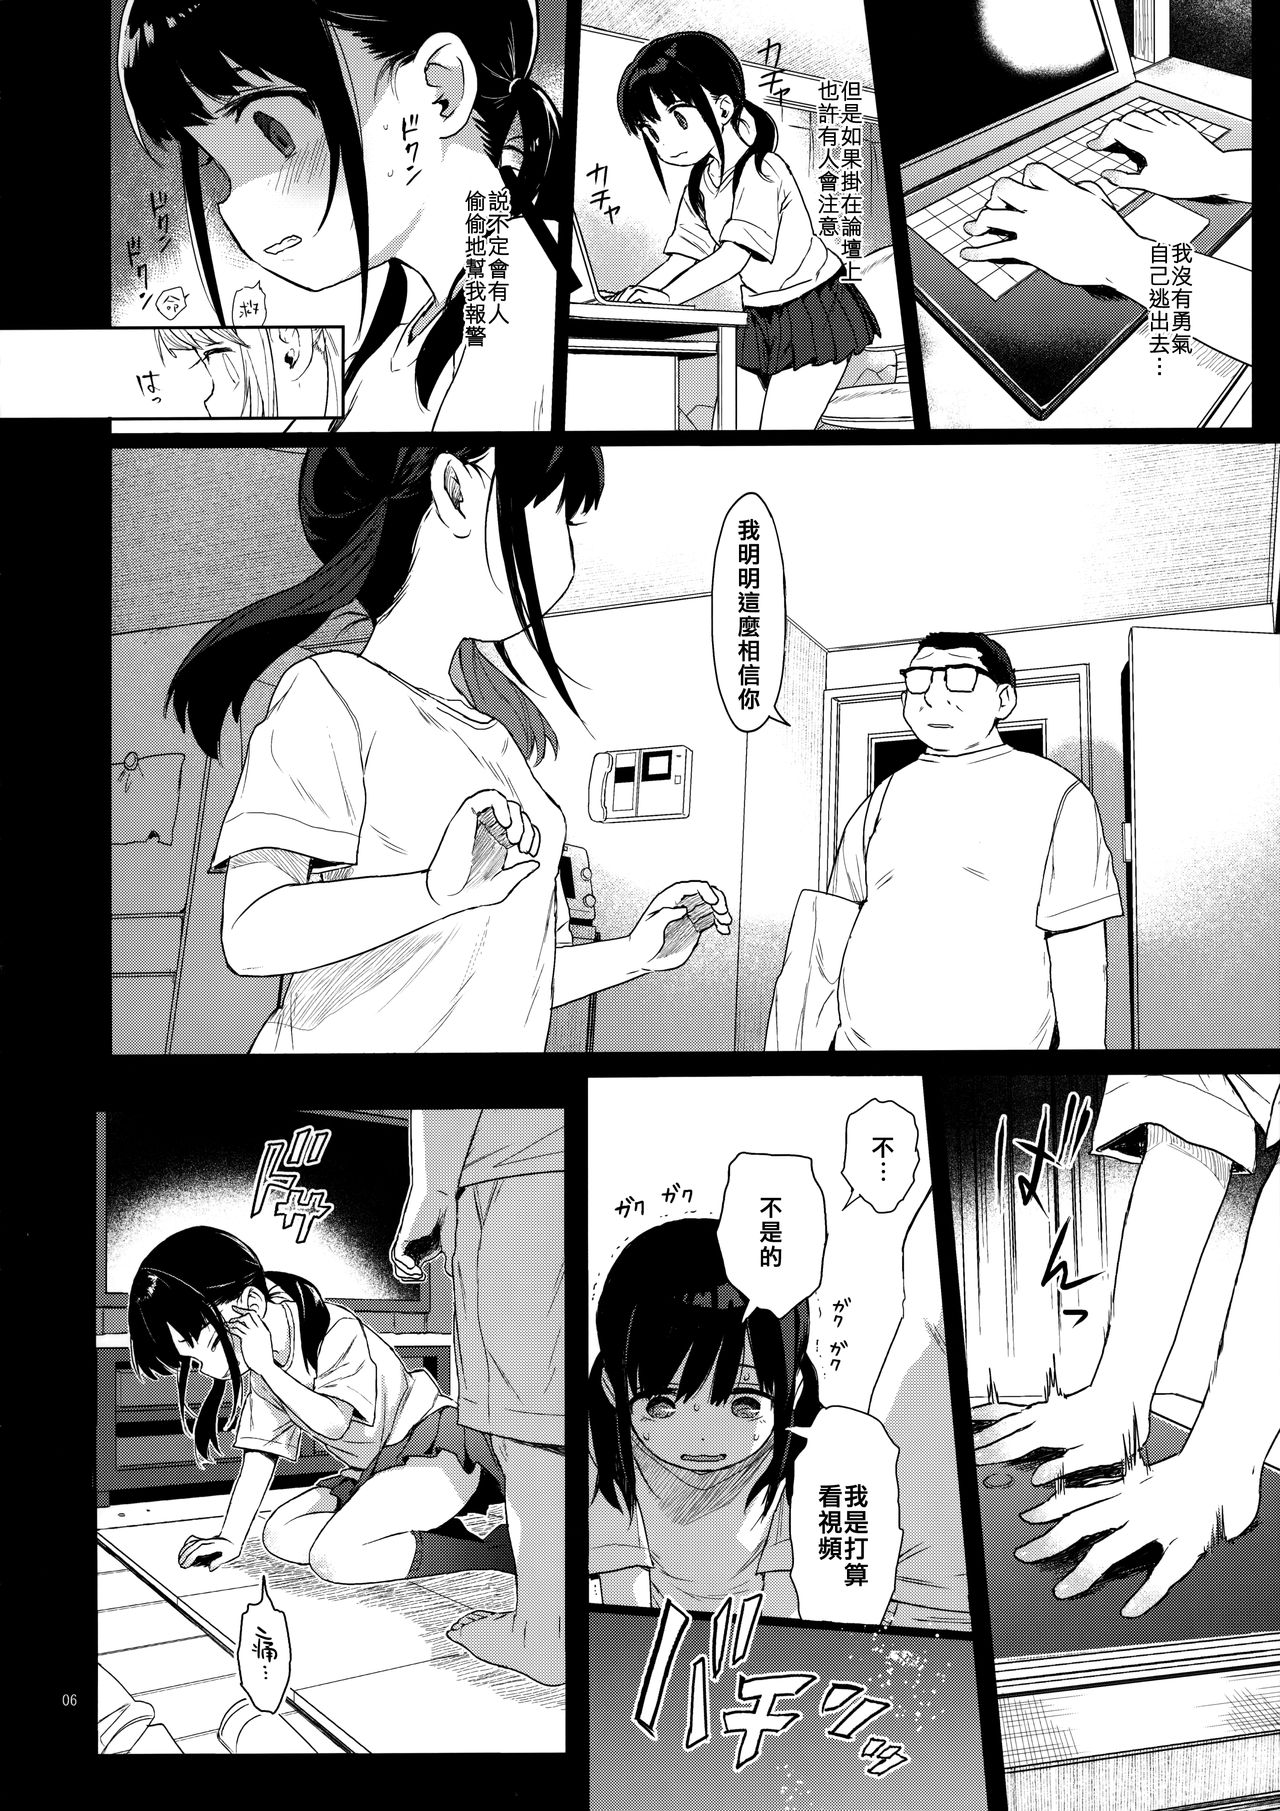 我沒有勇氣
自己逃出去…
但是如果掛在論壇上
也許有人會注意
カチャ
カチャ
說不定會有人
偷偷地幫我報警
ドクン
ドクン
救
命
はっ
我明明這麼相信你
ばんっ
不…
不是的
ガク ガク
ガク ガク
我是打算
看視頻
バチィッ
ドサッ
痛…
06